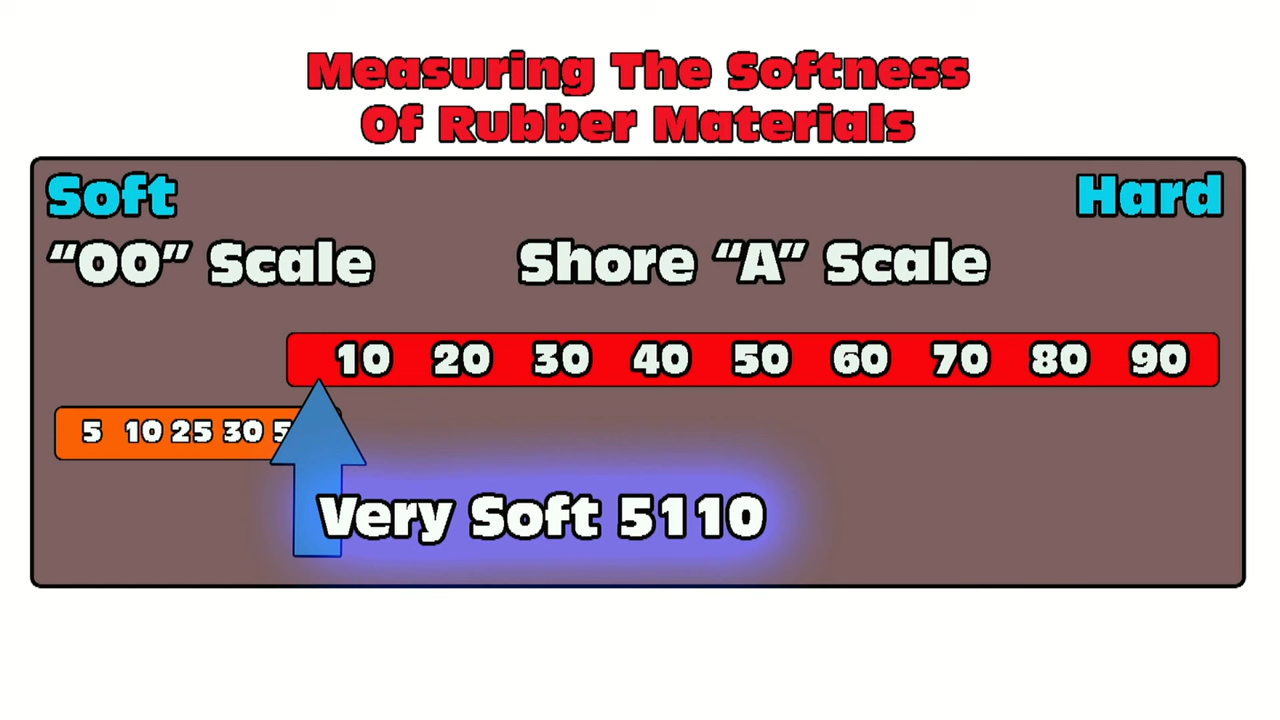 Measuring The Softness
Of Rubber Materials
Soft
Hard
“00” Scale
Shore “A” Scale
10 20 30 40 50 60 70 80 90
5 10 25 30
Very Soft 5110